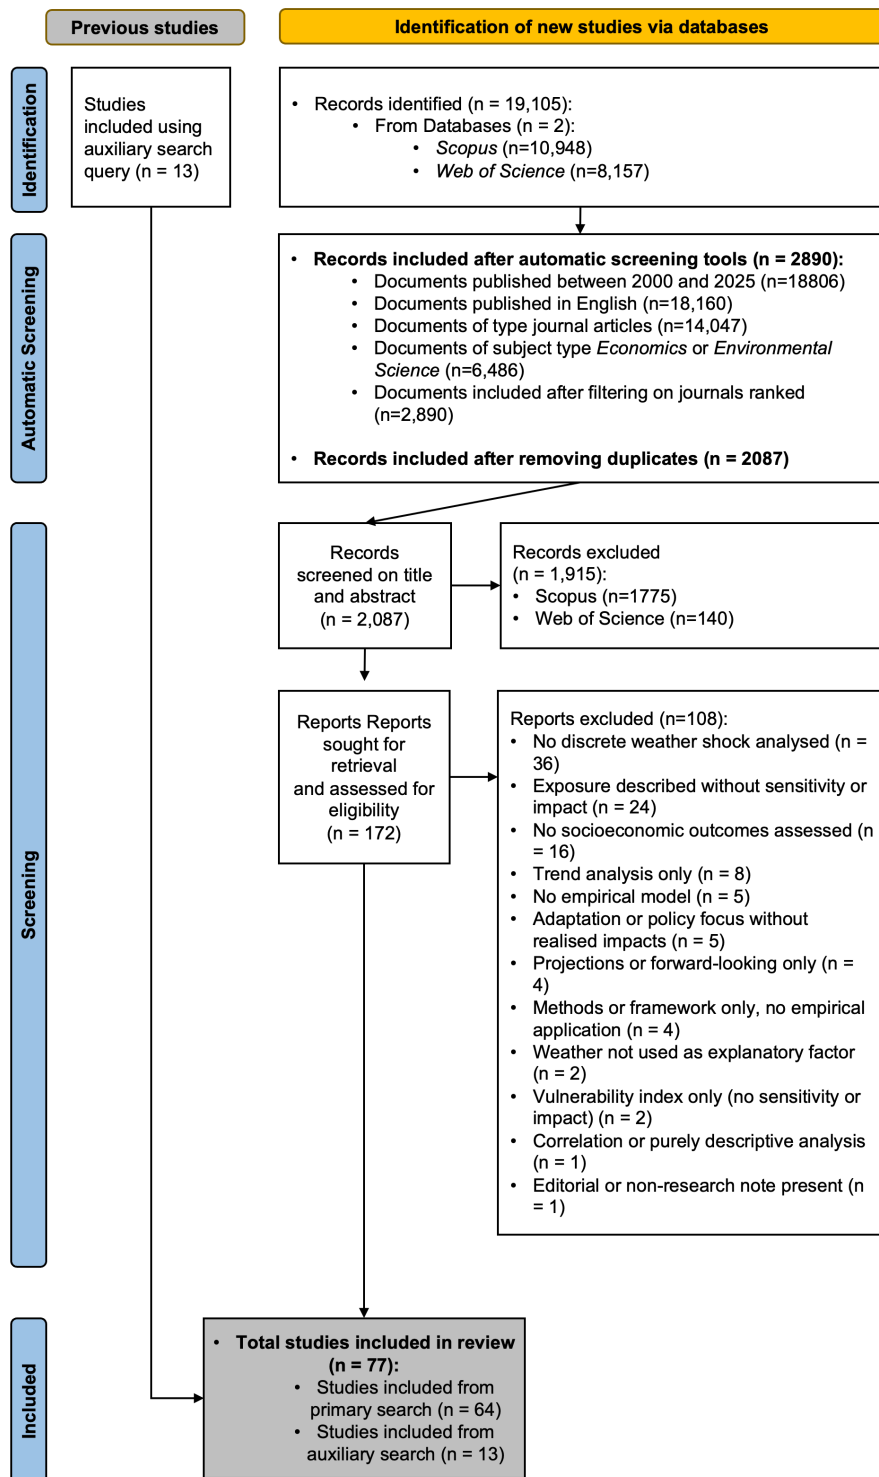 Previous studies
Identification of new studies via databases
Identification
Studies
included using
auxiliary search
query (n = 13)
• Records identified (n = 19,105):
• From Databases (n = 2):
• Scopus (n=10,948)
• Web of Science (n=8,157)
Automatic Screening
• Records included after automatic screening tools (n = 2890):
• Documents published between 2000 and 2025 (n=18806)
• Documents published in English (n=18,160)
• Documents of type journal articles (n=14,047)
• Documents of subject type Economics or Environmental
Science (n=6,486)
• Documents included after filtering on journals ranked
(n=2,890)
• Records included after removing duplicates (n = 2087)
Screening
Records
screened on title
and abstract
(n = 2,087)
Records excluded
(n = 1,915):
• Scopus (n=1775)
• Web of Science (n=140)
Reports Reports
sought for
retrieval
and assessed for
eligibility
(n = 172)
Reports excluded (n=108):
• No discrete weather shock analysed (n =
36)
• Exposure described without sensitivity or
impact (n = 24)
• No socioeconomic outcomes assessed (n
= 16)
• Trend analysis only (n = 8)
• No empirical model (n = 5)
• Adaptation or policy focus without
realised impacts (n = 5)
• Projections or forward-looking only (n =
4)
• Methods or framework only, no empirical
application (n = 4)
• Weather not used as explanatory factor
(n = 2)
• Vulnerability index only (no sensitivity or
impact) (n = 2)
• Correlation or purely descriptive analysis
(n = 1)
• Editorial or non-research note present (n
= 1)
Included
• Total studies included in review
(n = 77):
• Studies included from
primary search (n = 64)
• Studies included from
auxiliary search (n = 13)